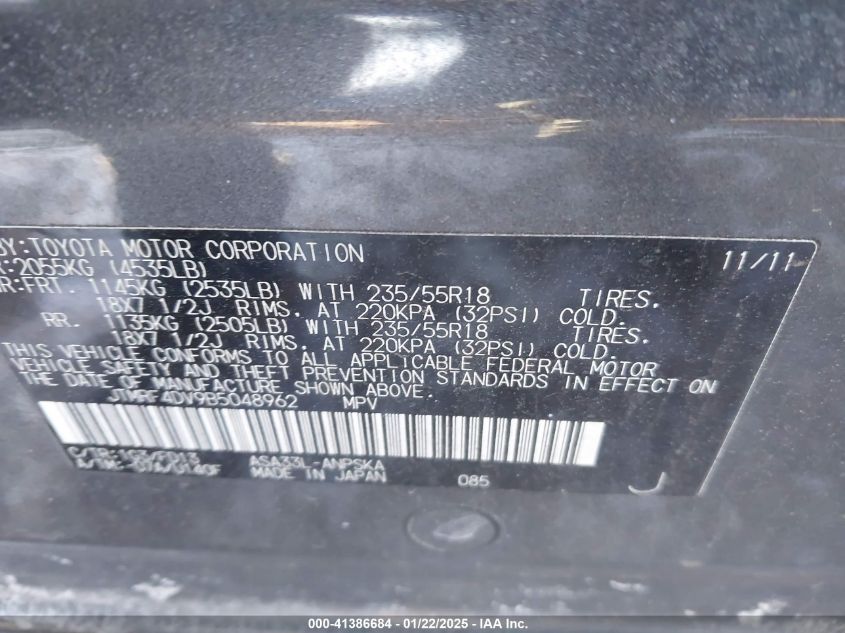 BY:TOYOTA MOTOR CORPORATION 11/11
:2055KG (4535LB)
R:FRT. 1145KG (2535LB) WITH 235/55R18 TIRES.
18X7 1/2J RIMS. AT 220KPA (32PSI) COLD.
RR. 1135KG (2505LB) WITH 235/55R18 TIRES.
18X7 1/2J RIMS. AT 220KPA (32PSI) COLD.
THIS VEHICLE CONFORMS TO ALL APPLICABLE FEDERAL MOTOR
VEHICLE SAFETY AND THEFT PREVENTION STANDARDS IN EFFECT ON
THE DATE OF MANUFACTURE SHOWN ABOVE.
JTMRF4DV9B5048962 MPV
C/TR:1G3/FD13 ASA33L-ANPSKA
A/TM: MADE IN JAPAN 085 J
000-41386684 - 01/22/2025 - IAA Inc.